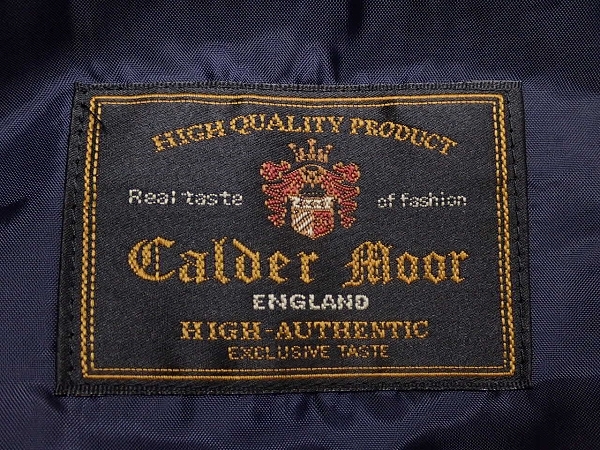 HIGH QUALITY PRODUCT
Real taste of fashion
Calder Moor
ENGLAND
HIGH-AUTHENTIC
EXCLUSIVE TASTE